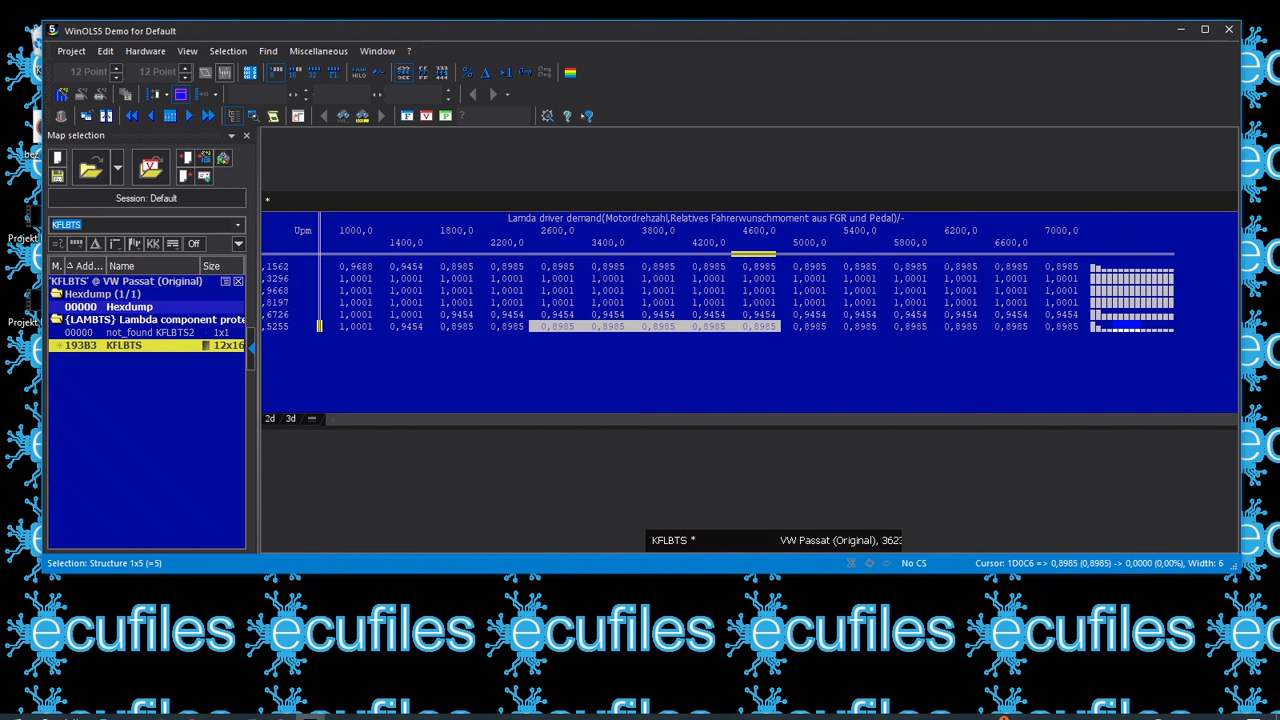 5 WinOLS5 Demo for Default
Project Edit Hardware View Selection Find Miscellaneous Window ?
12 Point 12 Point
Map selection
Session: Default
KFLBTS
Off
M. Add... Name Size
'KFLBTS' @ VW Passat (Original)
Hexdump (1/1)
00000 Hexdump
{LAMBTS} Lambda component prote
00000 not_found KFLBTS2 1x1
193B3 KFLBTS 12x16
*
Lamda driver demand(Motordrehzahl,Relatives Fahrerwunschmoment aus FGR und Pedal)/-
Upm 1000,0 1800,0 2600,0 3800,0 4600,0 5400,0 6200,0 7000,0
1400,0 2200,0 3400,0 4200,0 5000,0 5800,0 6600,0
,1562 0,9688 0,9454 0,8985 0,8985 0,8985 0,8985 0,8985 0,8985 0,8985 0,8985 0,8985 0,8985 0,8985 0,8985 0,8985
,3296 1,0001 1,0001 1,0001 1,0001 1,0001 1,0001 1,0001 1,0001 1,0001 1,0001 1,0001 1,0001 1,0001 1,0001 1,0001
,9668 1,0001 1,0001 1,0001 1,0001 1,0001 1,0001 1,0001 1,0001 1,0001 1,0001 1,0001 1,0001 1,0001 1,0001 1,0001
,8197 1,0001 1,0001 1,0001 1,0001 1,0001 1,0001 1,0001 1,0001 1,0001 1,0001 1,0001 1,0001 1,0001 1,0001 1,0001
,6726 1,0001 1,0001 0,9454 0,9454 0,9454 0,9454 0,9454 0,9454 0,9454 0,9454 0,9454 0,9454 0,9454 0,9454 0,9454
,5255 1,0001 0,9454 0,8985 0,8985 0,8985 0,8985 0,8985 0,8985 0,8985 0,8985 0,8985 0,8985 0,8985 0,8985 0,8985
2d / 3d /
KFLBTS * VW Passat (Original), 3623
Selection: Structure 1x5 (=5) No CS Cursor: 1D0C6 => 0,8985 (0,8985) -> 0,0000 (0,00%), Width: 6
Projekt
Projekt
ecufiles ecufiles ecufiles ecufiles ecufiles